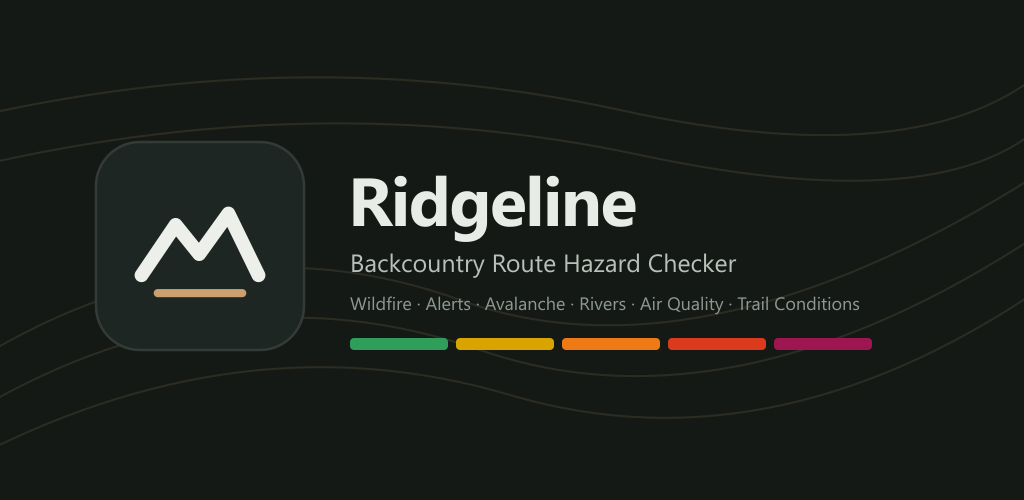 Ridgeline
Backcountry Route Hazard Checker
Wildfire · Alerts · Avalanche · Rivers · Air Quality · Trail Conditions